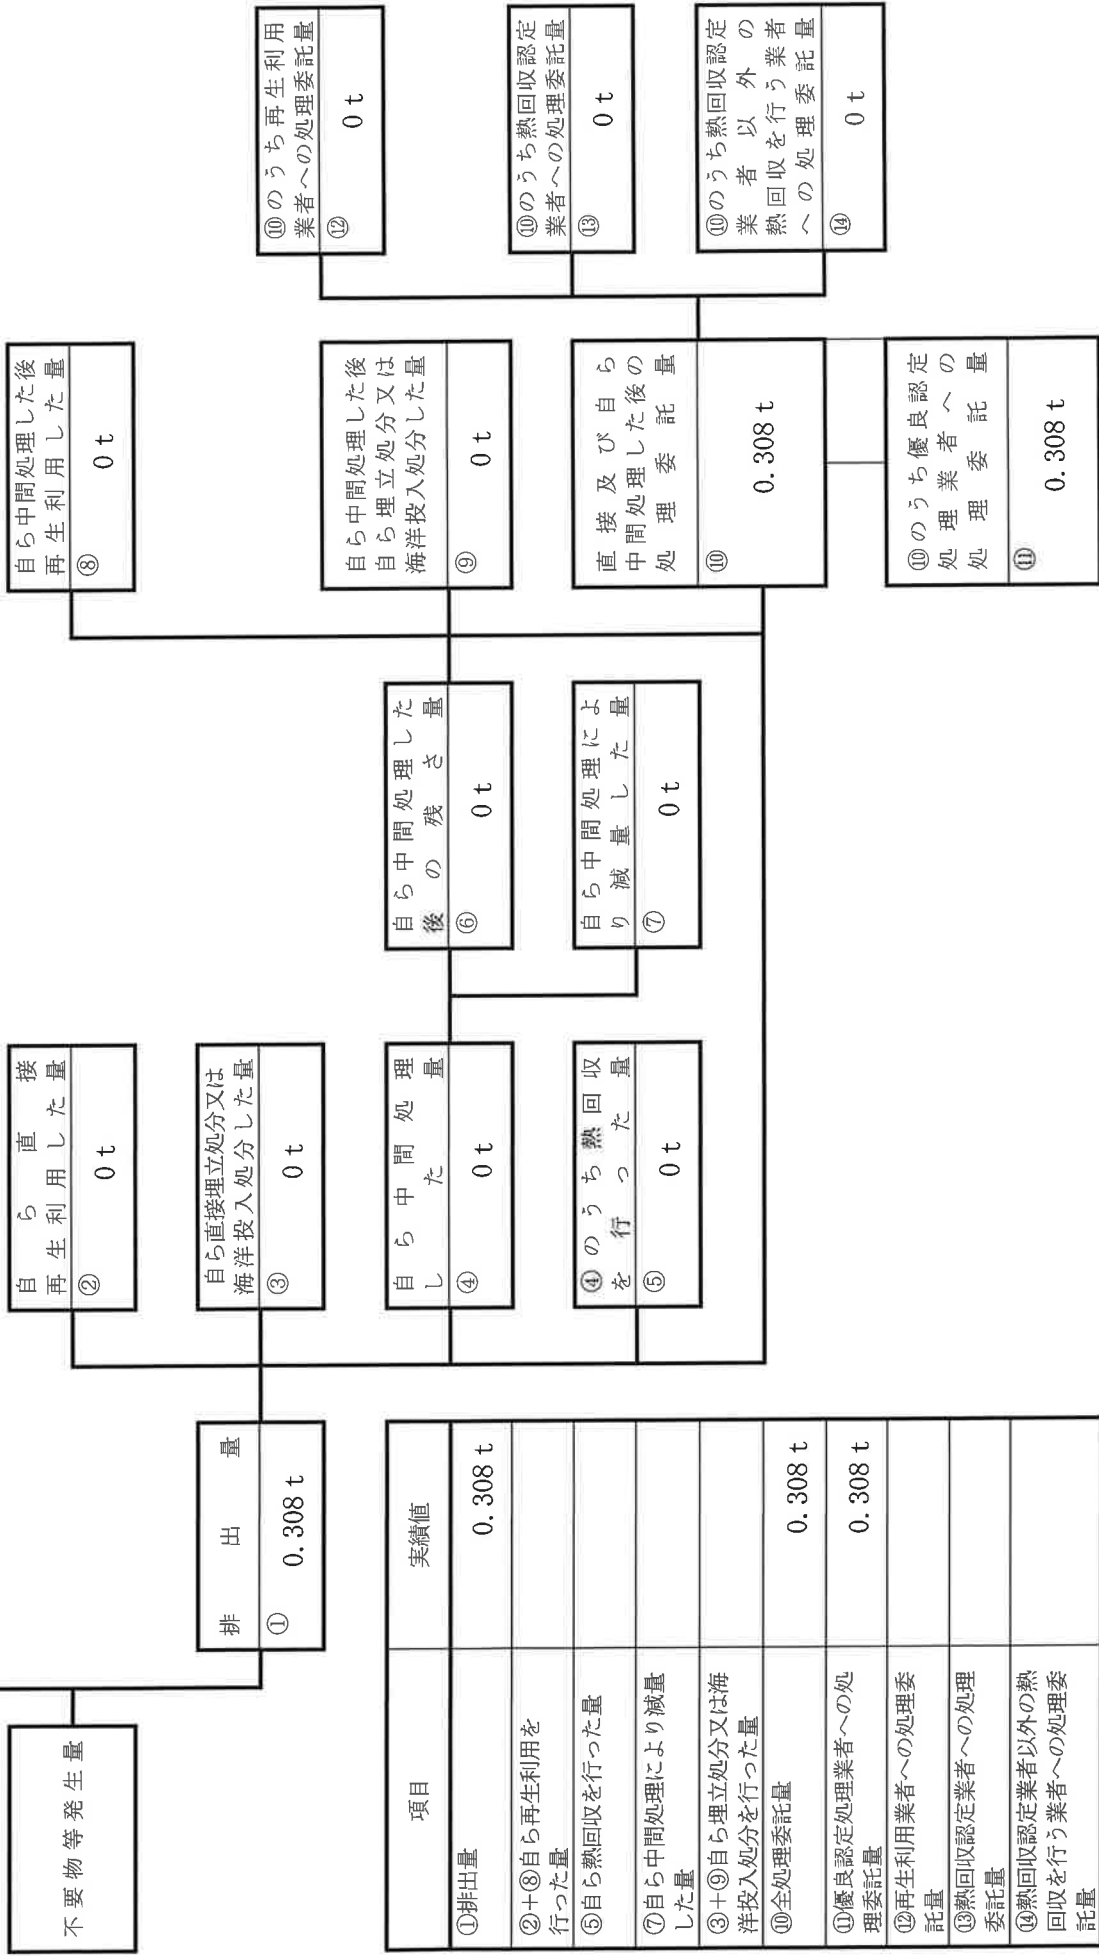 不要物等発生量
排出量
① 0.308 t
自ら直接
再生利用した量
② 0 t
自ら直接埋立処分又は
海洋投入処分した量
③ 0 t
自ら中間処理
した量
④ 0 t
④のうち熱回収
を行った量
⑤ 0 t
自ら中間処理した
後の残さ量
⑥ 0 t
自ら中間処理によ
り減量した量
⑦ 0 t
自ら中間処理した後
再生利用した量
⑧ 0 t
自ら中間処理した後
自ら埋立処分又は
海洋投入処分した量
⑨ 0 t
直接及び自ら
中間処理した後の
処理委託量
⑩ 0.308 t
⑩のうち優良認定
処理業者への
処理委託量
⑪ 0.308 t
⑩のうち再生利用
業者への処理委託量
⑫ 0 t
⑩のうち熱回収認定
業者への処理委託量
⑬ 0 t
⑩のうち熱回収認定
業者以外の
熱回収を行う業者
への処理委託量
⑭ 0 t
項目 実績値
①排出量 0.308 t
②+⑧自ら再生利用を
行った量
⑤自ら熱回収を行った量
⑦自ら中間処理により減量
した量
③+⑨自ら埋立処分又は海
洋投入処分を行った量
⑩全処理委託量 0.308 t
⑪優良認定処理業者への処
理委託量 0.308 t
⑫再生利用業者への処理委
託量
⑬熱回収認定業者への処理
委託量
⑭熱回収認定業者以外の熱
回収を行う業者への処理委
託量